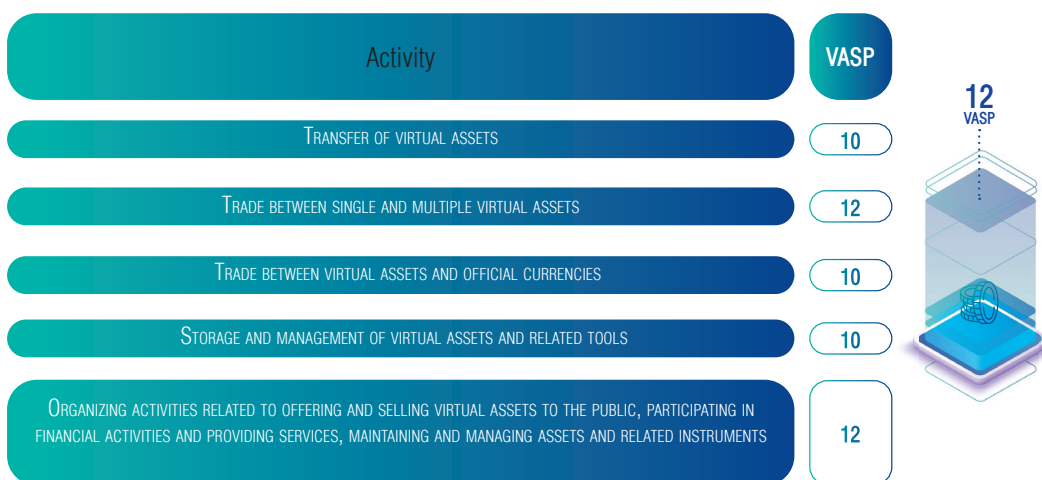 Activity VASP
12
VASP
Transfer of virtual assets 10
Trade between single and multiple virtual assets 12
Trade between virtual assets and official currencies 10
Storage and management of virtual assets and related tools 10
Organizing activities related to offering and selling virtual assets to the public, participating in
financial activities and providing services, maintaining and managing assets and related instruments
12